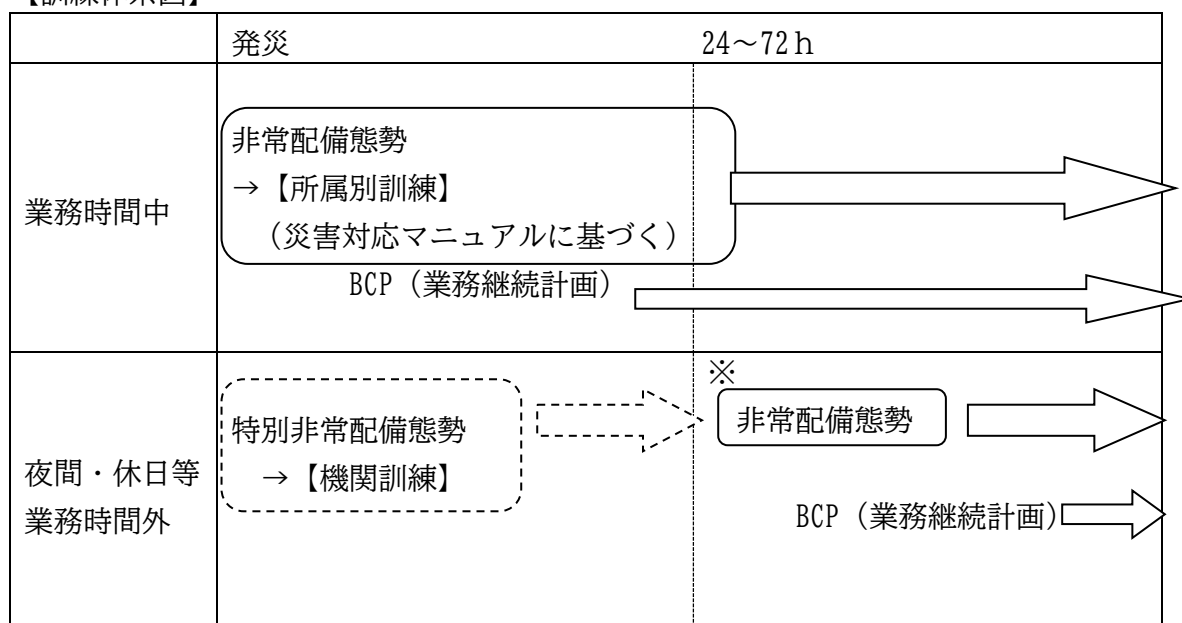 【訓練体系図】
発災
24～72ｈ
業務時間中
非常配備態勢
→【所属別訓練】
（災害対応マニュアルに基づく）
BCP（業務継続計画）
夜間・休日等
業務時間外
特別非常配備態勢
→【機関訓練】
※
非常配備態勢
BCP（業務継続計画）